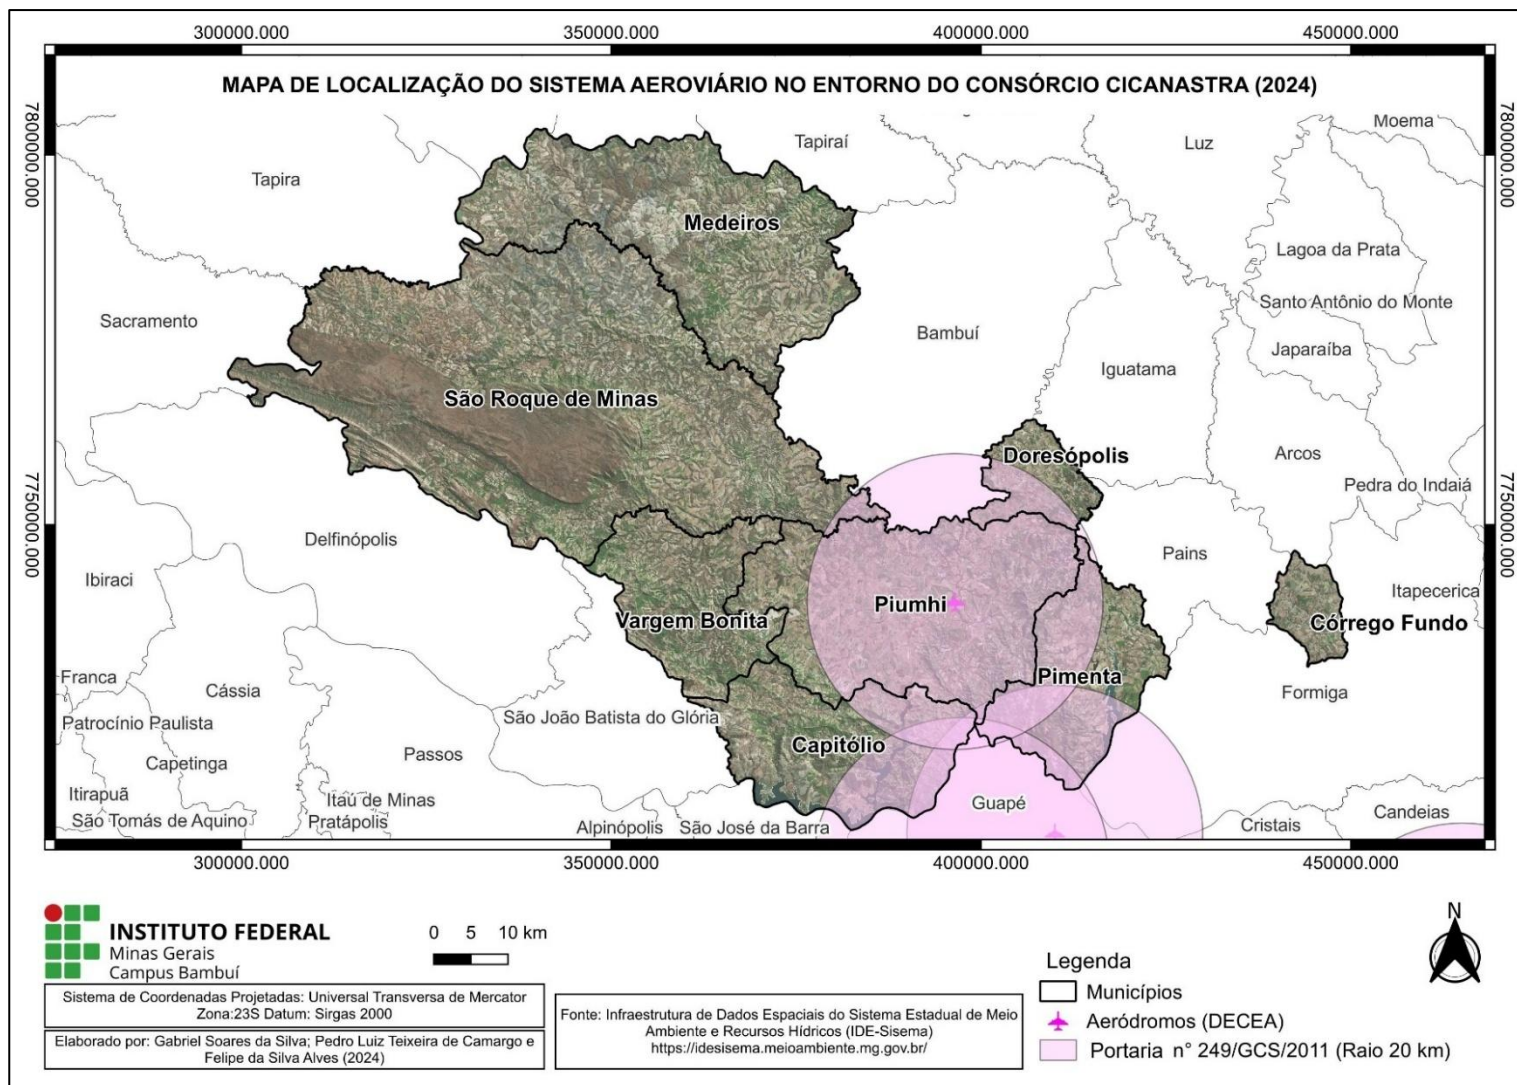 300000.000 350000.000 400000.000 450000.000
MAPA DE LOCALIZAÇÃO DO SISTEMA AEROVIÁRIO NO ENTORNO DO CONSÓRCIO CICANASTRA (2024)
7800000.000
7800000.000
Moema
Tapiraí
Luz
Tapira
Medeiros
Lagoa da Prata
Santo Antônio do Monte
Sacramento
Bambuí
Japaraíba
Iguatama
São Roque de Minas
Doresópolis
Arcos
Pedra do Indaiá
7750000.000
7750000.000
Delfinópolis
Pains
Ibiraci
Itapecerica
Piumhi
Vargem Bonita
Córrego Fundo
Franca
Pimenta
Cássia
Formiga
Patrocínio Paulista
São João Batista do Glória
Capitólio
Passos
Capetinga
Itirapuã
Itaú de Minas
Guapé
Candeias
São Tomás de Aquino
Pratápolis
Alpinópolis
São José da Barra
Cristais
300000.000 350000.000 400000.000 450000.000
INSTITUTO FEDERAL
Minas Gerais
Campus Bambuí
0 5 10 km
N
Sistema de Coordenadas Projetadas: Universal Transversa de Mercator
Zona:23S Datum: Sirgas 2000
Elaborado por: Gabriel Soares da Silva; Pedro Luiz Teixeira de Camargo e
Felipe da Silva Alves (2024)
Fonte: Infraestrutura de Dados Espaciais do Sistema Estadual de Meio
Ambiente e Recursos Hídricos (IDE-Sisema)
https://idesisema.meioambiente.mg.gov.br/
Legenda
Municípios
Aeródromos (DECEA)
Portaria n° 249/GCS/2011 (Raio 20 km)